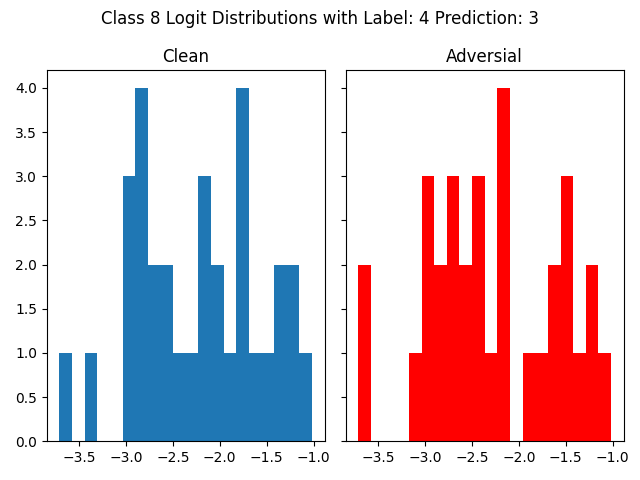 Class 8 Logit Distributions with Label: 4 Prediction: 3
Clean
Adversial
4.0
3.5
3.0
2.5
2.0
1.5
1.0
0.5
0.0
−3.5 −3.0 −2.5 −2.0 −1.5 −1.0
−3.5 −3.0 −2.5 −2.0 −1.5 −1.0